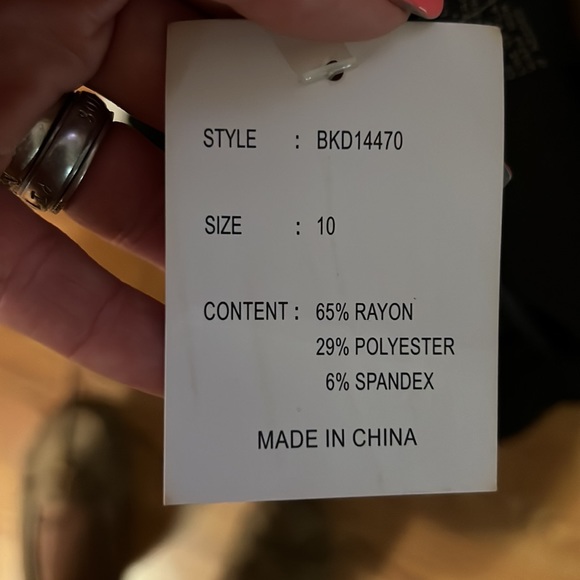 STYLE : BKD14470
SIZE : 10
CONTENT : 65% RAYON
29% POLYESTER
6% SPANDEX
MADE IN CHINA